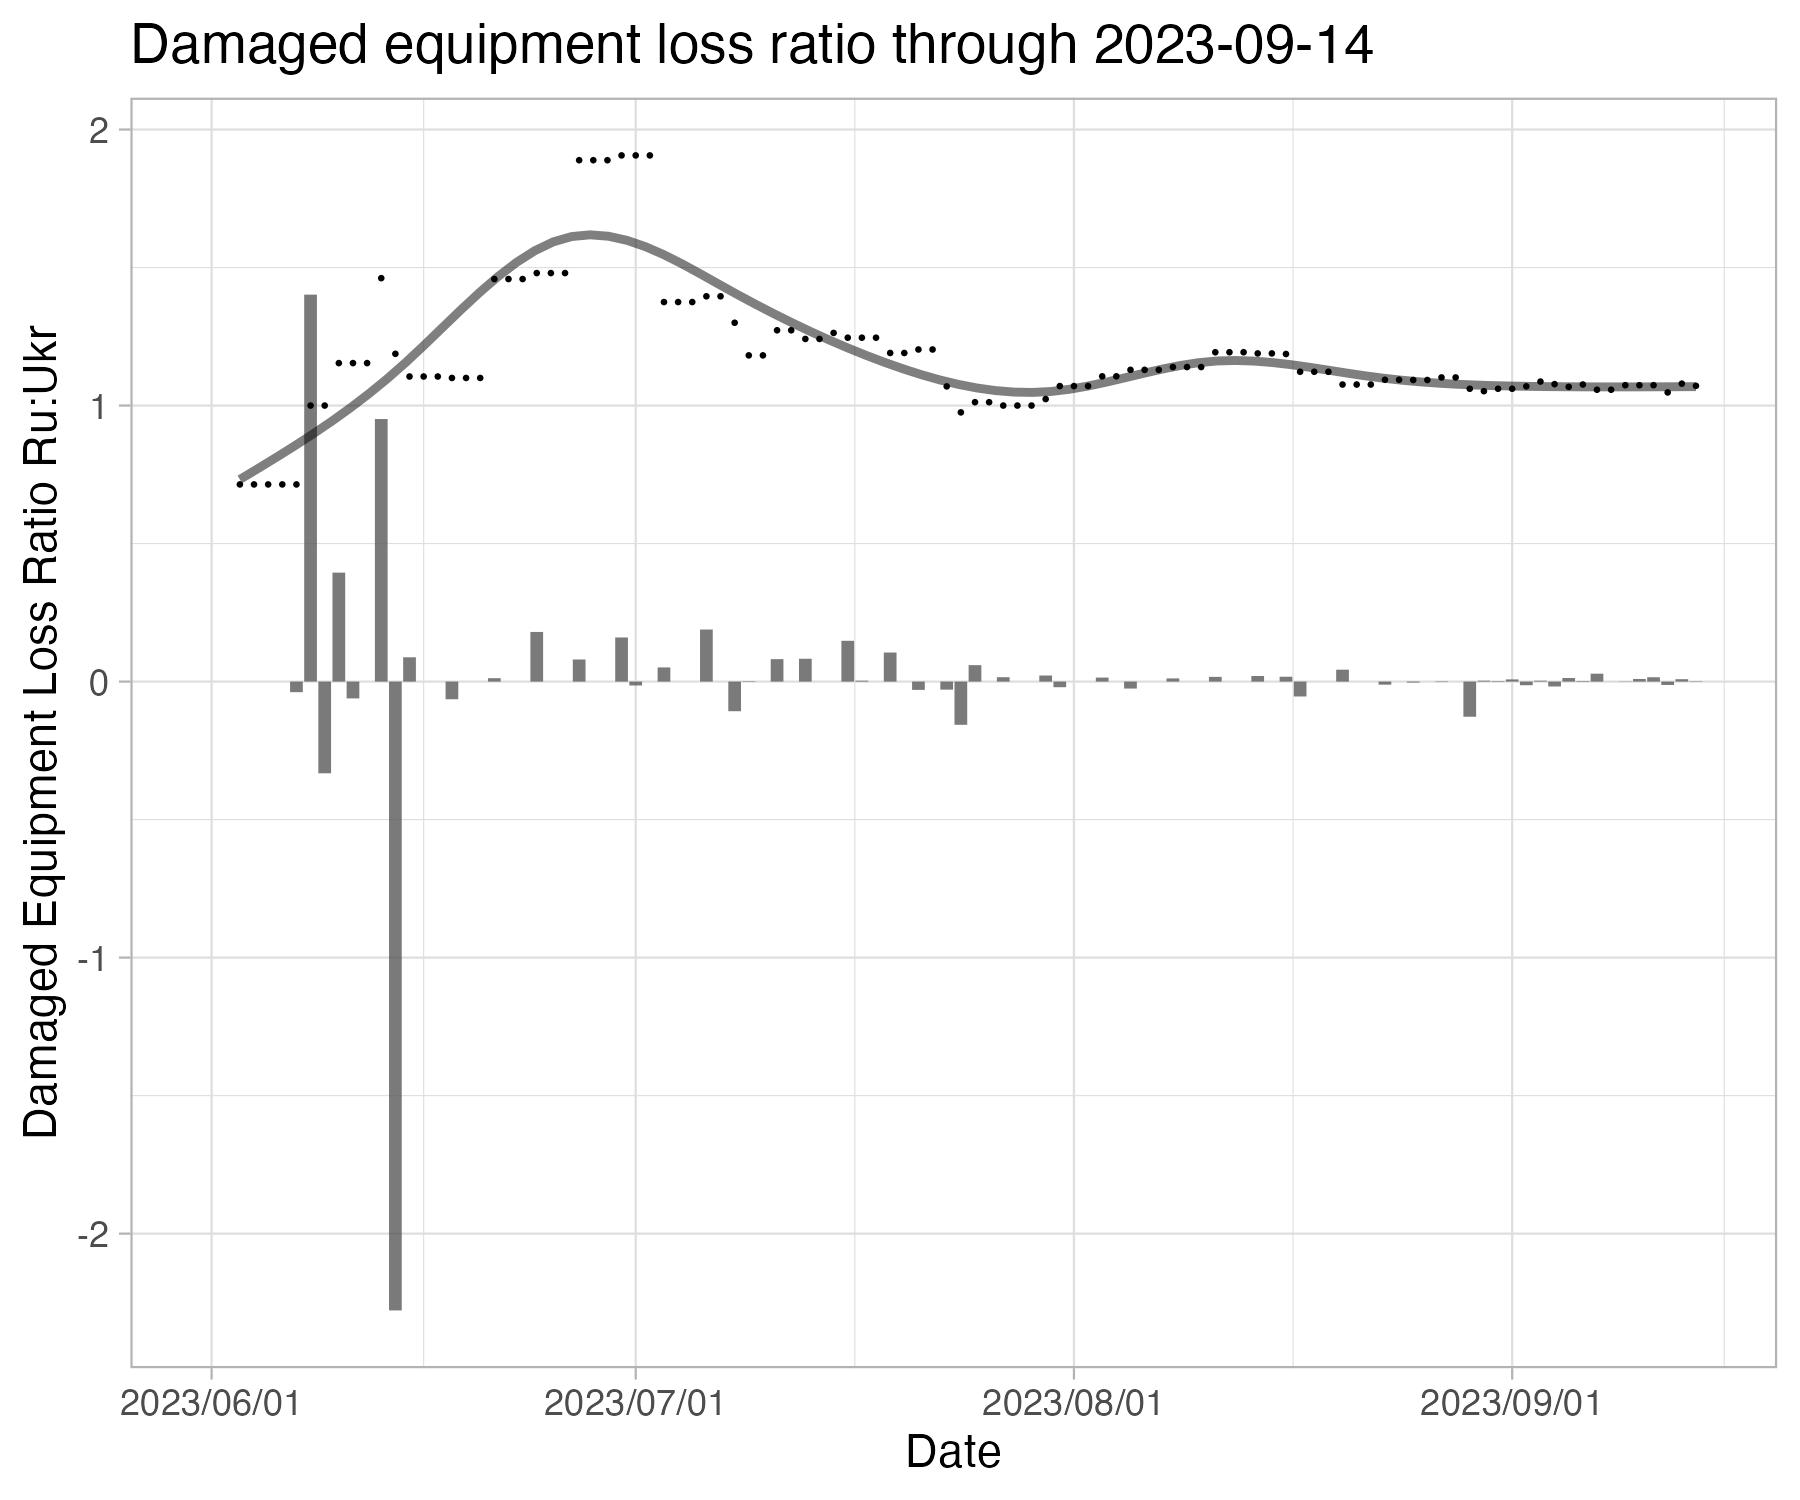 Damaged equipment loss ratio through 2023-09-14
Damaged Equipment Loss Ratio Ru:Ukr
2
1
0
-1
-2
2023/06/01 2023/07/01 2023/08/01 2023/09/01
Date